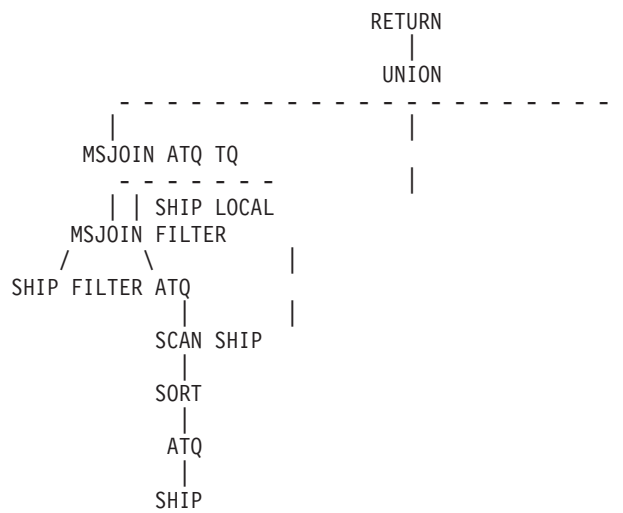 RETURN
UNION
MSJOIN ATQ TQ
SHIP LOCAL
MSJOIN FILTER
SHIP FILTER ATQ
SCAN SHIP
SORT
ATQ
SHIP